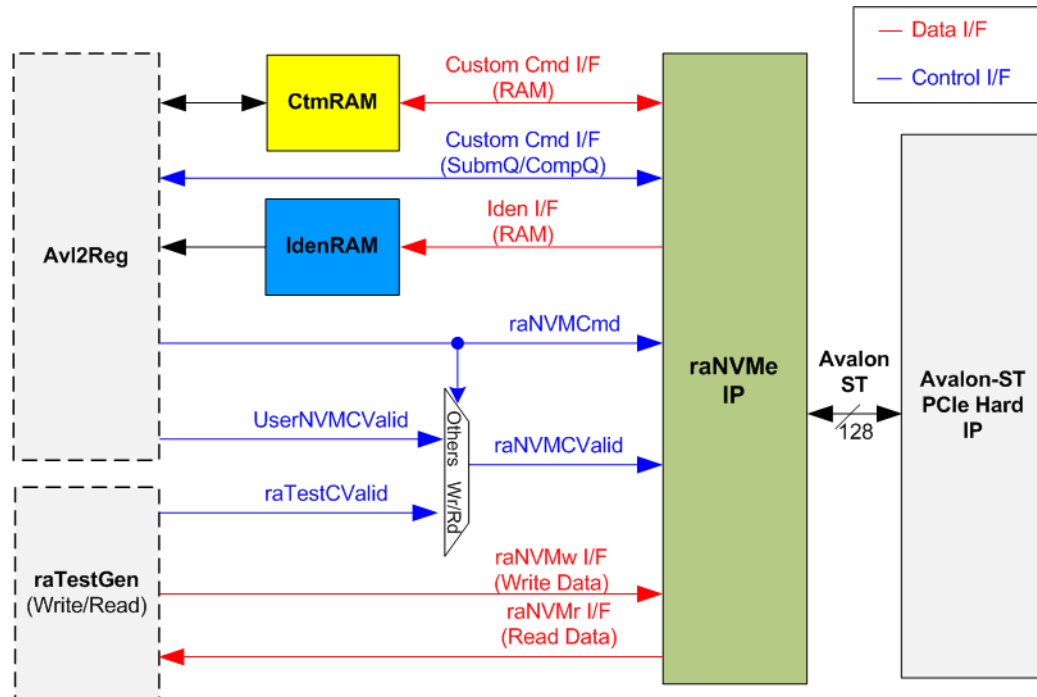 Data I/F
Control I/F
Custom Cmd I/F
(RAM)
CtmRAM
Custom Cmd I/F
(SubmQ/CompQ)
Iden I/F
(RAM)
Avl2Reg
IdenRAM
raNVMCmd
raNVMe
IP
Avalon
ST
128
Avalon-ST
PCIe Hard
IP
UserNVMCValid
Others Wr/Rd
raNVMCValid
raTestCValid
raNVMw I/F
(Write Data)
raTestGen
(Write/Read)
raNVMr I/F
(Read Data)